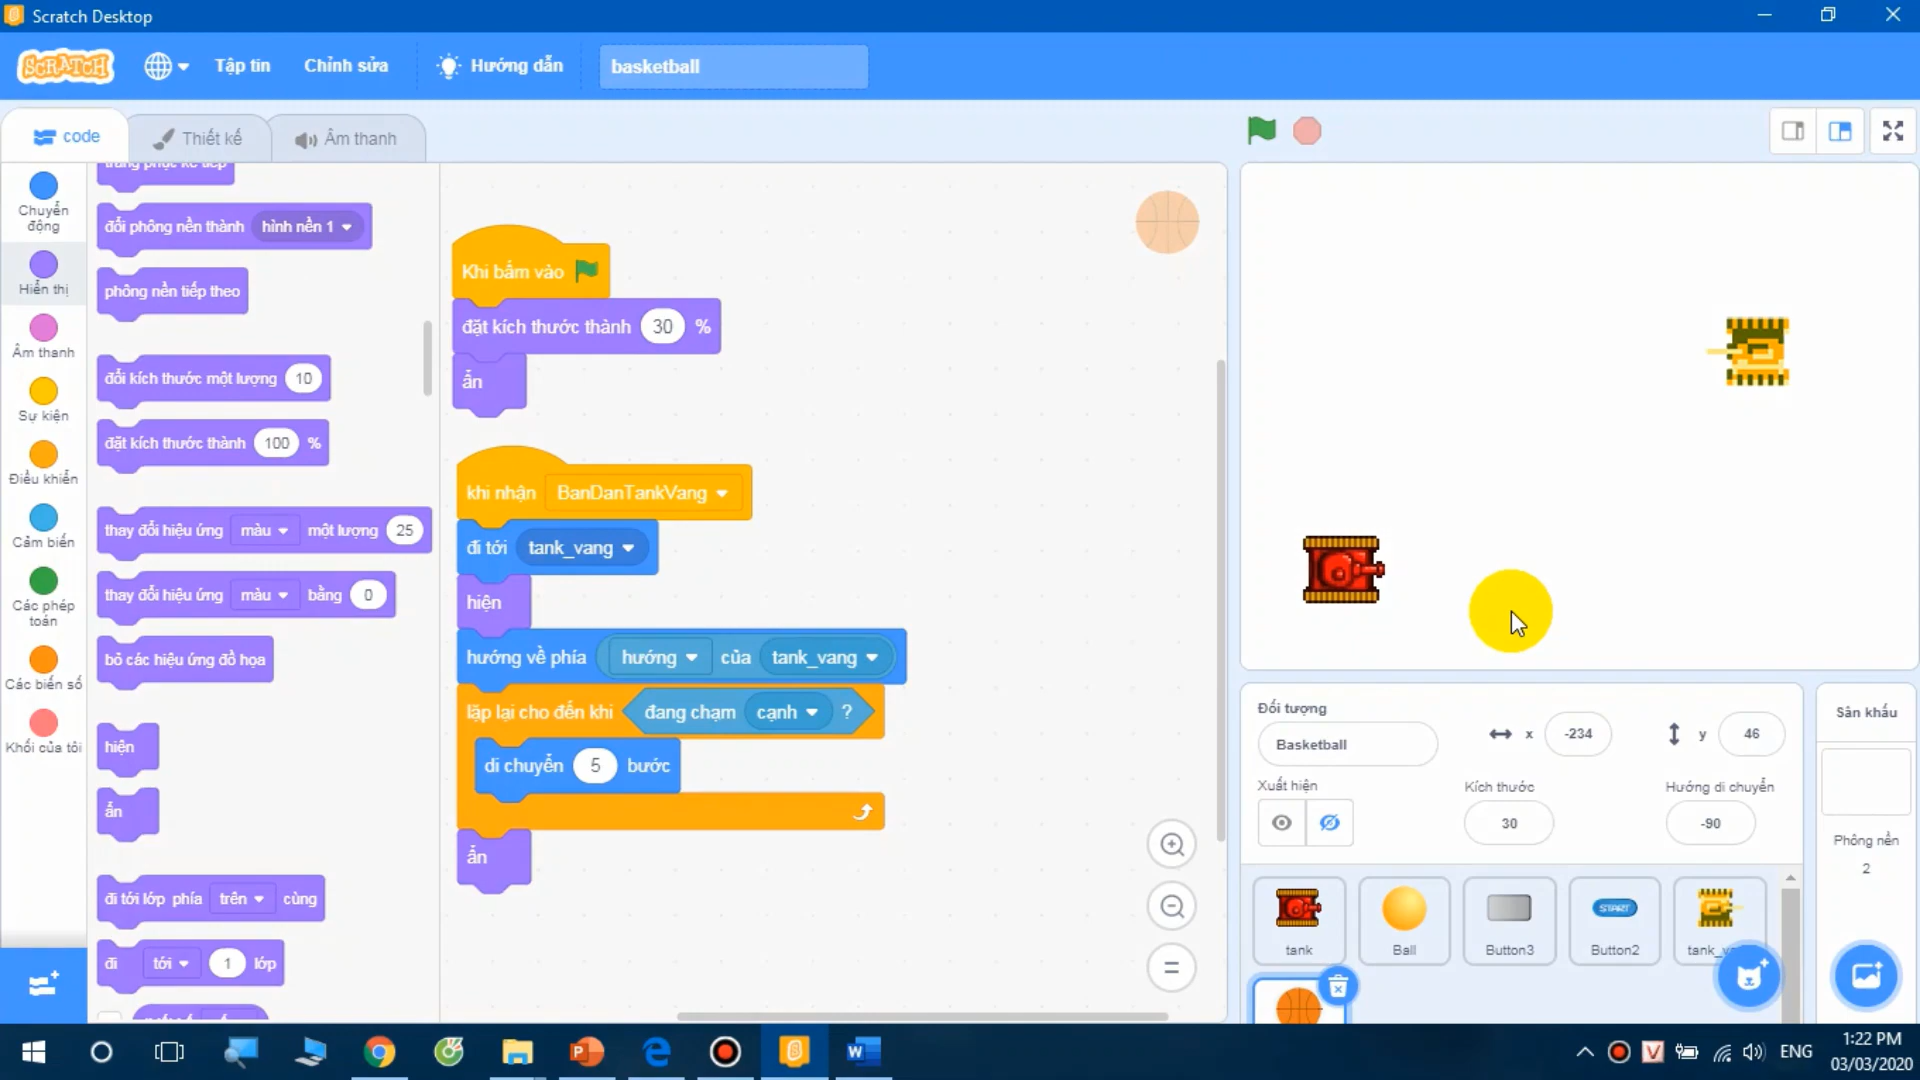 Scratch Desktop
SCRATCH
Tập tin
Chỉnh sửa
Hướng dẫn
basketball
code
Thiết kế
Âm thanh
Chuyển động
Hiển thị
Âm thanh
Sự kiện
Điều khiển
Cảm biến
Các phép toán
Các biến số
Khối của tôi
đổi phông nền thành hình nền 1
phông nền tiếp theo
đổi kích thước một lượng 10
đặt kích thước thành 100 %
thay đổi hiệu ứng màu một lượng 25
thay đổi hiệu ứng màu bằng 0
bỏ các hiệu ứng đồ họa
hiện
ẩn
đi tới lớp phía trên cùng
đi tới 1 lớp
Khi bấm vào
đặt kích thước thành 30 %
ẩn
khi nhận BanDanTankVang
đi tới tank_vang
hiện
hướng về phía hướng của tank_vang
lặp lại cho đến khi đang chạm cạnh ?
di chuyển 5 bước
ẩn
Đối tượng
Basketball
x -234
y 46
Xuất hiện
Kích thước
30
Hướng di chuyển
-90
Sân khấu
Phông nền
2
tank
Ball
Button3
START
Button2
ENG
1:22 PM
03/03/2020